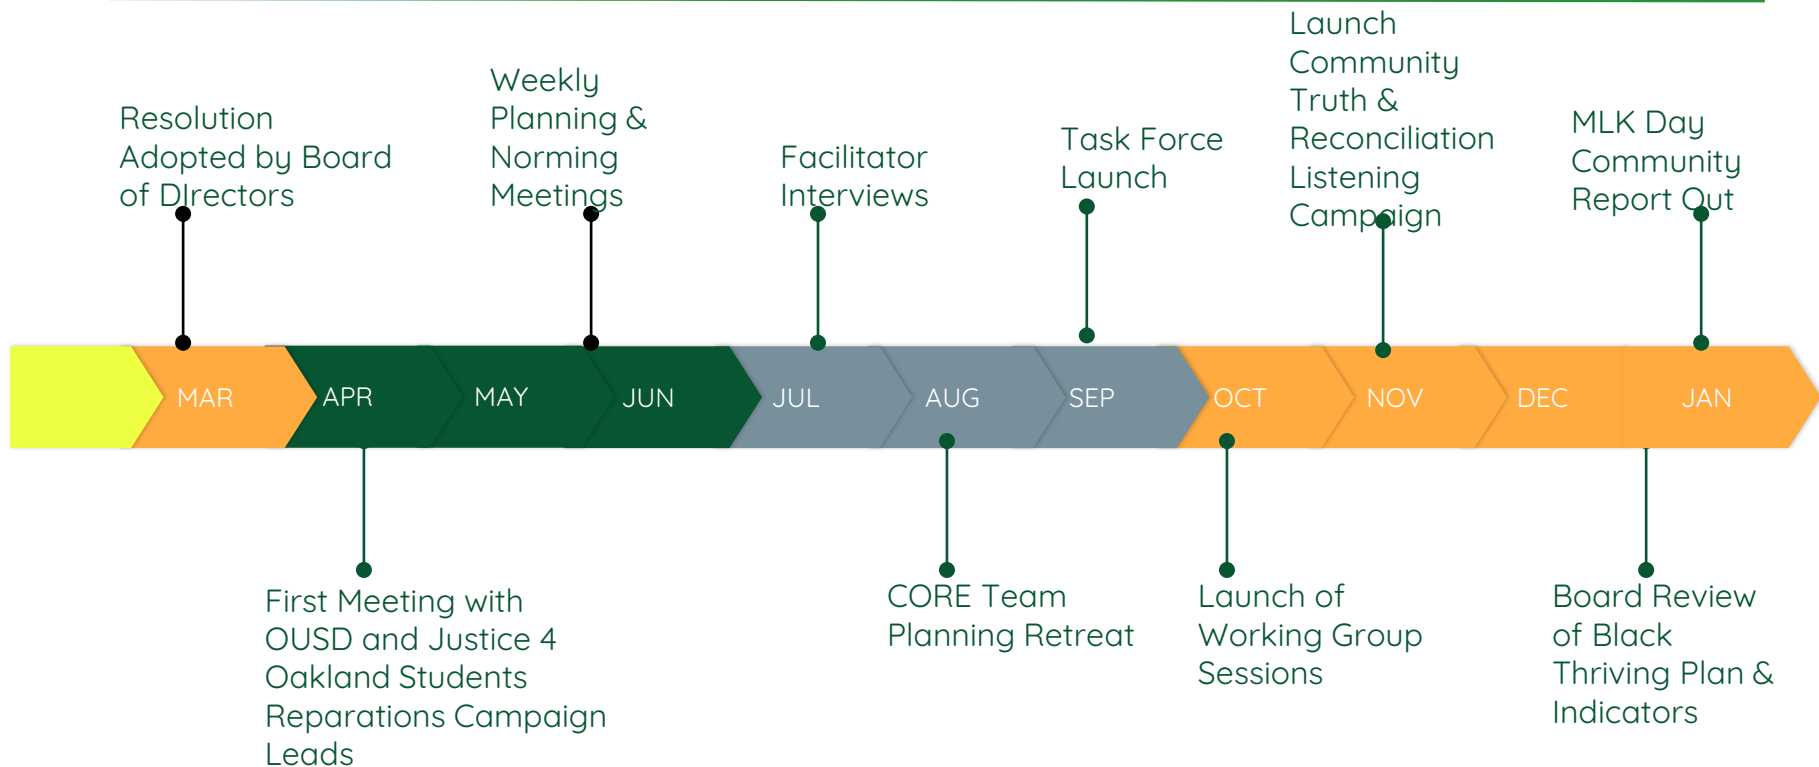 Resolution
Adopted by Board
of DIrectors
Weekly
Planning &
Norming
Meetings
Facilitator
Interviews
Task Force
Launch
Launch
Community
Truth &
Reconciliation
Listening
Campaign
MLK Day
Community
Report Out
MAR
APR
MAY
JUN
JUL
AUG
SEP
OCT
NOV
DEC
JAN
First Meeting with
OUSD and Justice 4
Oakland Students
Reparations Campaign
Leads
CORE Team
Planning Retreat
Launch of
Working Group
Sessions
Board Review
of Black
Thriving Plan &
Indicators